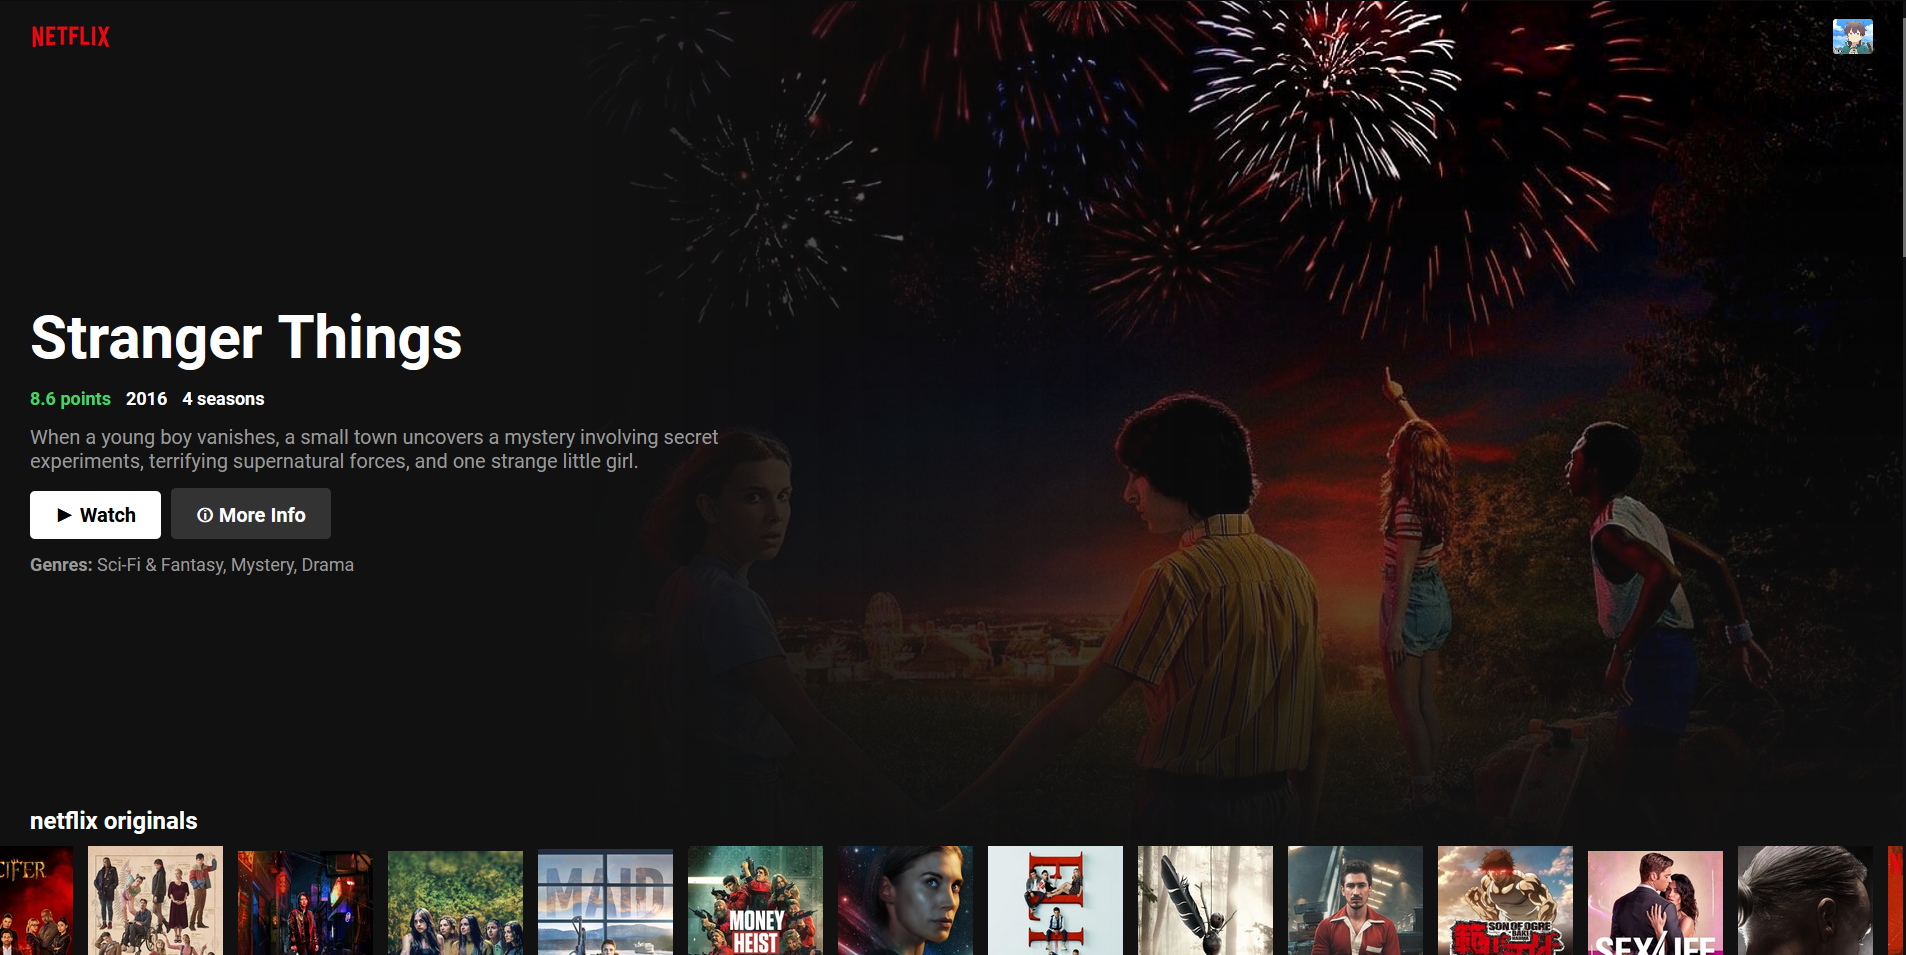 NETFLIX
Stranger Things
8.6 points 2016 4 seasons
When a young boy vanishes, a small town uncovers a mystery involving secret
experiments, terrifying supernatural forces, and one strange little girl.
▶ Watch
ⓘ More Info
Genres: Sci-Fi & Fantasy, Mystery, Drama
netflix originals
CIFER
MAID
MONEY
HEIST
SON OF OGRE
BAKI
SEX/LIFE